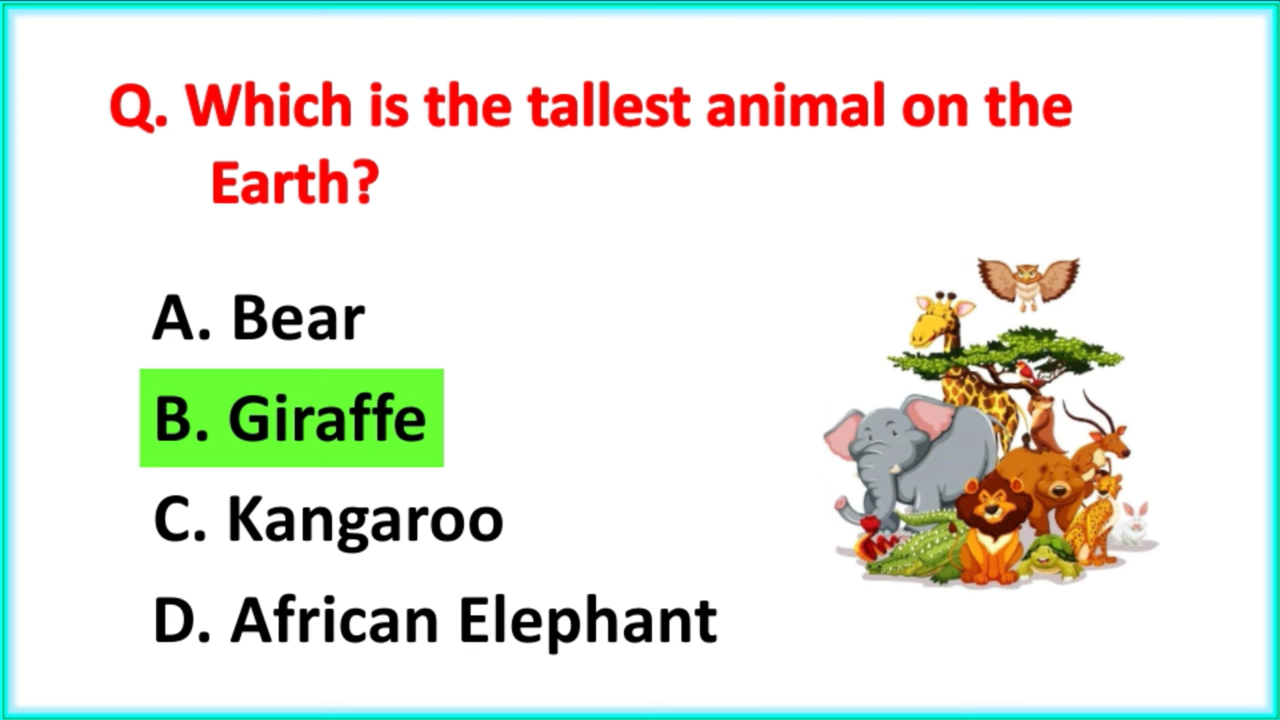 Q. Which is the tallest animal on the
Earth?
A. Bear
B. Giraffe
C. Kangaroo
D. African Elephant